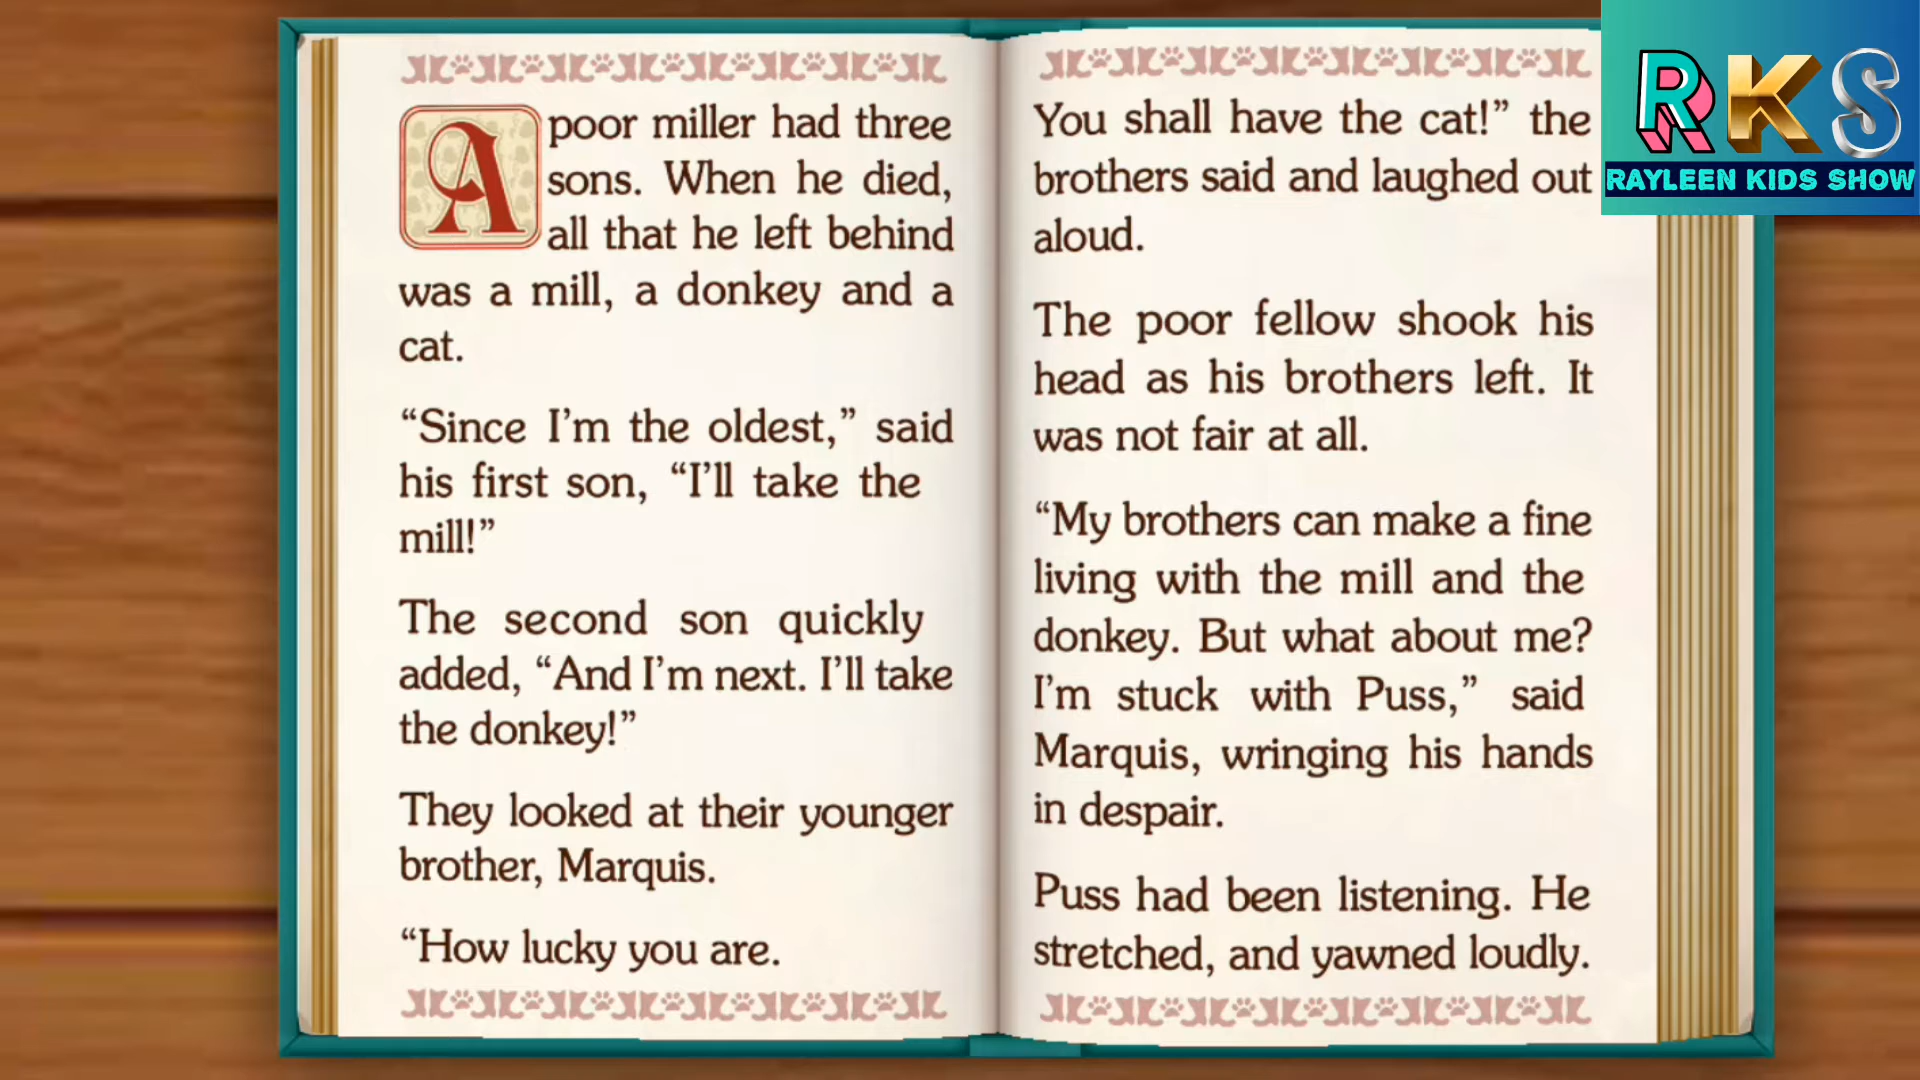 A poor miller had three
sons. When he died,
all that he left behind
was a mill, a donkey and a
cat.
“Since I’m the oldest,” said
his first son, “I’ll take the
mill!”
The second son quickly
added, “And I’m next. I’ll take
the donkey!”
They looked at their younger
brother, Marquis.
“How lucky you are.
You shall have the cat!” the
brothers said and laughed out
aloud.
The poor fellow shook his
head as his brothers left. It
was not fair at all.
“My brothers can make a fine
living with the mill and the
donkey. But what about me?
I’m stuck with Puss,” said
Marquis, wringing his hands
in despair.
Puss had been listening. He
stretched, and yawned loudly.
RKS
RAYLEEN KIDS SHOW